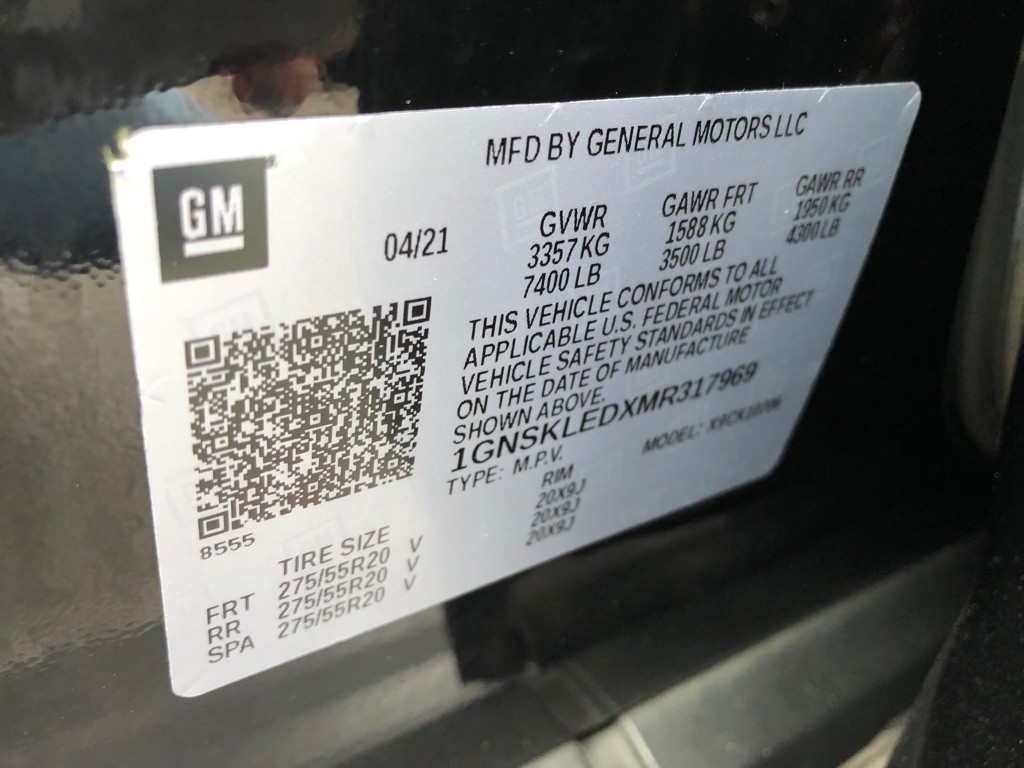 MFD BY GENERAL MOTORS LLC
GM
04/21
GVWR
3357 KG
7400 LB
GAWR FRT
1588 KG
3500 LB
GAWR RR
1950 KG
4300 LB
THIS VEHICLE CONFORMS TO ALL
APPLICABLE U.S. FEDERAL MOTOR
VEHICLE SAFETY STANDARDS IN EFFECT
ON THE DATE OF MANUFACTURE
SHOWN ABOVE.
1GNSKLEDXMR317969
TYPE: M.P.V.
MODEL: X9CK10706
8555
TIRE SIZE
RIM
FRT 275/55R20 V 20X9J
RR 275/55R20 V 20X9J
SPA 275/55R20 V 20X9J